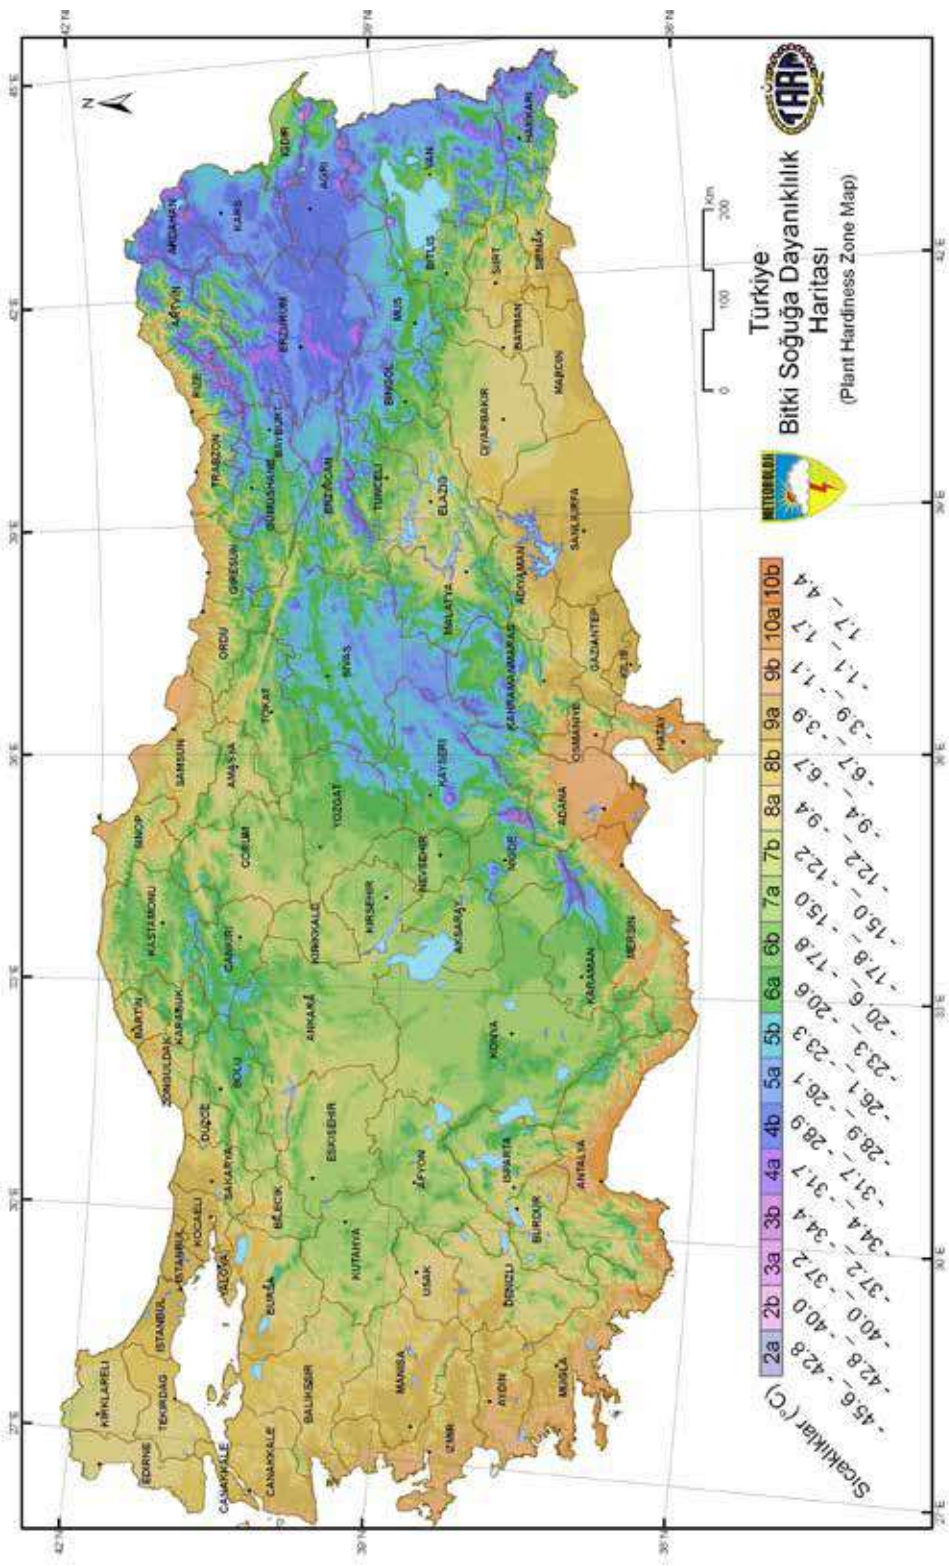 N
ARDAHAN
KARS
IĞDIR
AĞRI
ARTVİN
RİZE
TRABZON
GÜMÜŞHANE
BAYBURT
ERZURUM
ERZİNCAN
GİRESUN
ORDU
SAMSUN
SİNOP
KASTAMONU
BARTIN
KARABÜK
ZONGULDAK
BOLU
DÜZCE
SAKARYA
KOCAELİ
İSTANBUL
İSTANBUL
YALOVA
BURSA
BİLECİK
TEKİRDAĞ
KIRKLARELİ
EDİRNE
ÇANAKKALE
ÇANAKKALE
BALIKESİR
KÜTAHYA
ESKİŞEHİR
ANKARA
ÇANKIRI
ÇORUM
AMASYA
TOKAT
SİVAS
YOZGAT
KIRIKKALE
KIRŞEHİR
NEVŞEHİR
KAYSERİ
AKSARAY
NİĞDE
KONYA
KARAMAN
AFYON
UŞAK
MANİSA
İZMİR
AYDIN
DENİZLİ
MUĞLA
BURDUR
ISPARTA
ANTALYA
MERSİN
ADANA
OSMANİYE
HATAY
KİLİS
GAZİANTEP
KAHRAMANMARAŞ
MALATYA
ADIYAMAN
ŞANLIURFA
ELAZIĞ
TUNCELİ
BİNGÖL
MUŞ
BİTLİS
VAN
HAKKARİ
ŞIRNAK
SİİRT
BATMAN
MARDİN
DİYARBAKIR
0 100 200 Km
Türkiye
Bitki Soğuğa Dayanıklılık
Haritası
(Plant Hardiness Zone Map)
METEOROLOJİ
2a 2b 3a 3b 4a 4b 5a 5b 6a 6b 7a 7b 8a 8b 9a 9b 10a 10b
Sıcaklıklar (°C)
-45.6 – -42.8
-42.8 – -40.0
-40.0 – -37.2
-37.2 – -34.4
-34.4 – -31.7
-31.7 – -28.9
-28.9 – -26.1
-26.1 – -23.3
-23.3 – -20.6
-20.6 – -17.8
-17.8 – -15.0
-15.0 – -12.2
-12.2 – -9.4
-9.4 – -6.7
-6.7 – -3.9
-3.9 – -1.1
-1.1 – 1.7
1.7 – 4.4